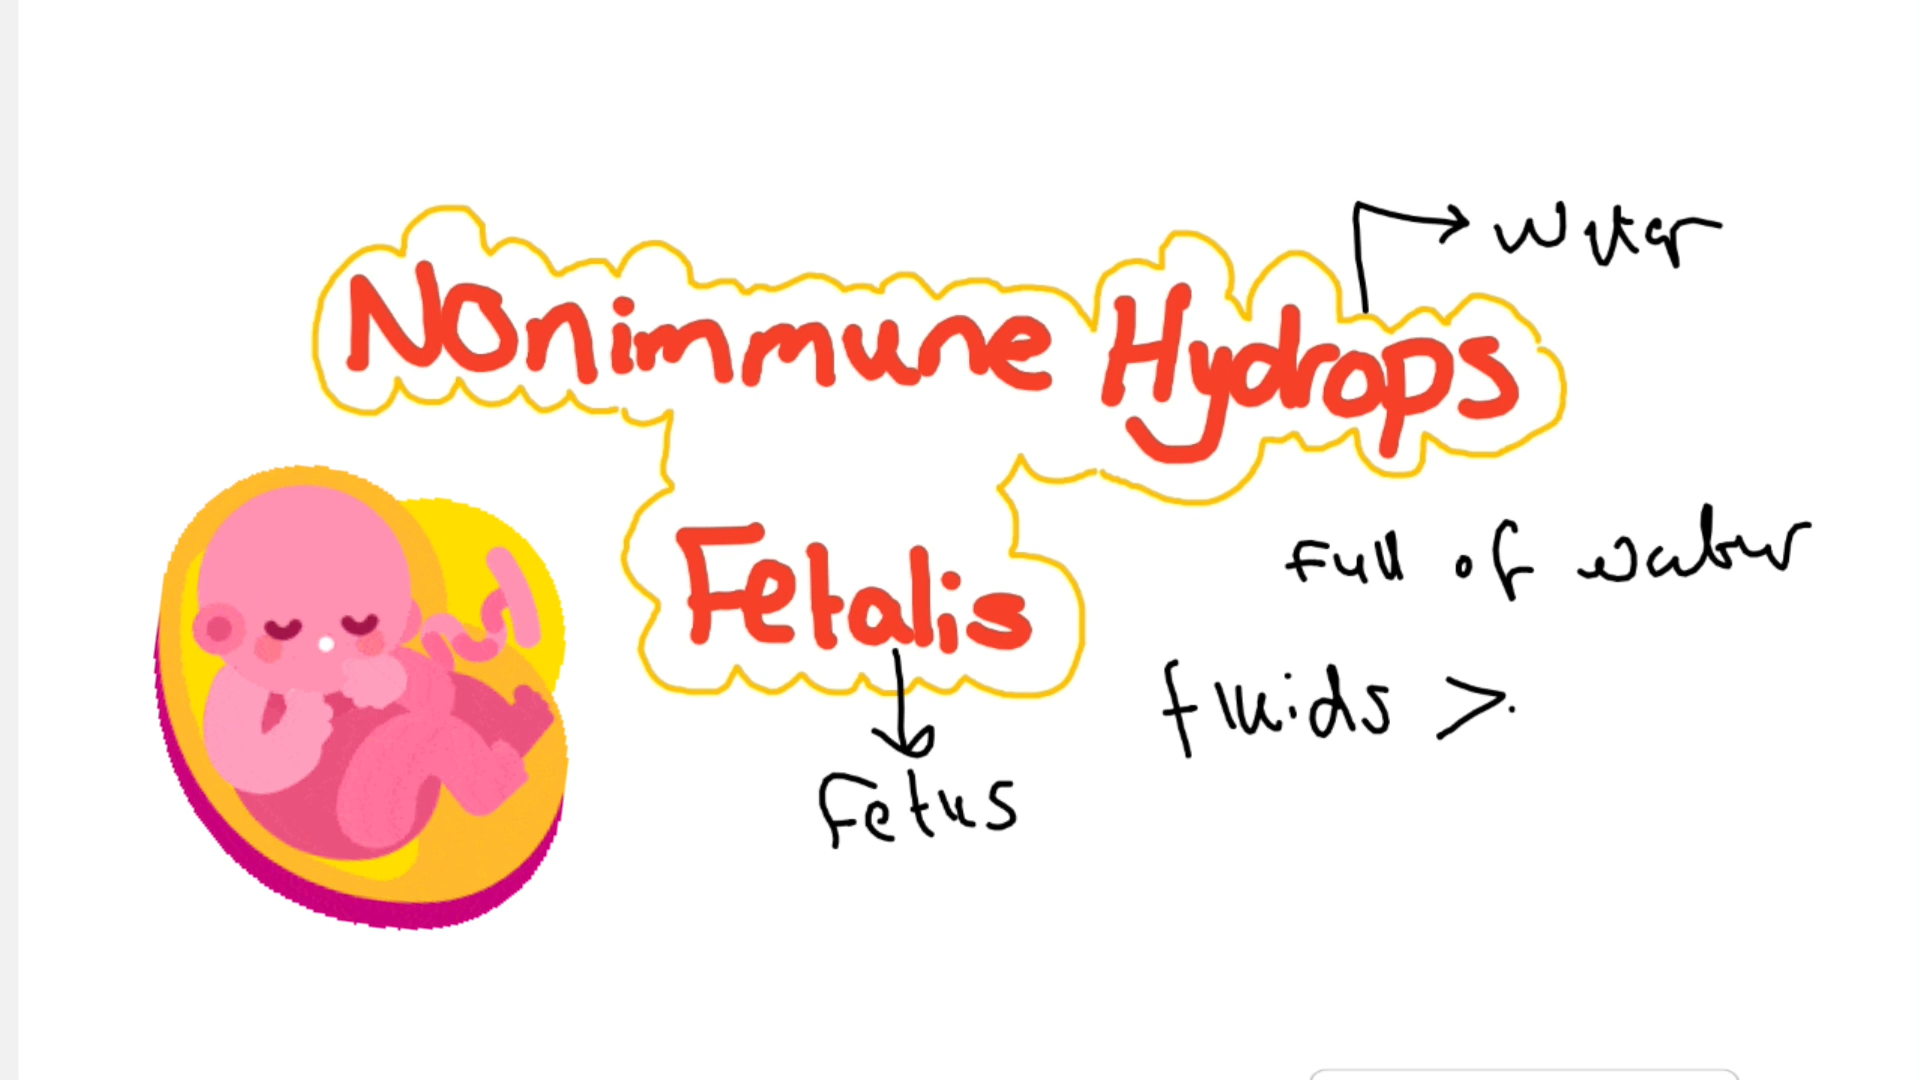 water
Nonimmune Hydrops
Fetalis
Full of water
fluids >
Fetus